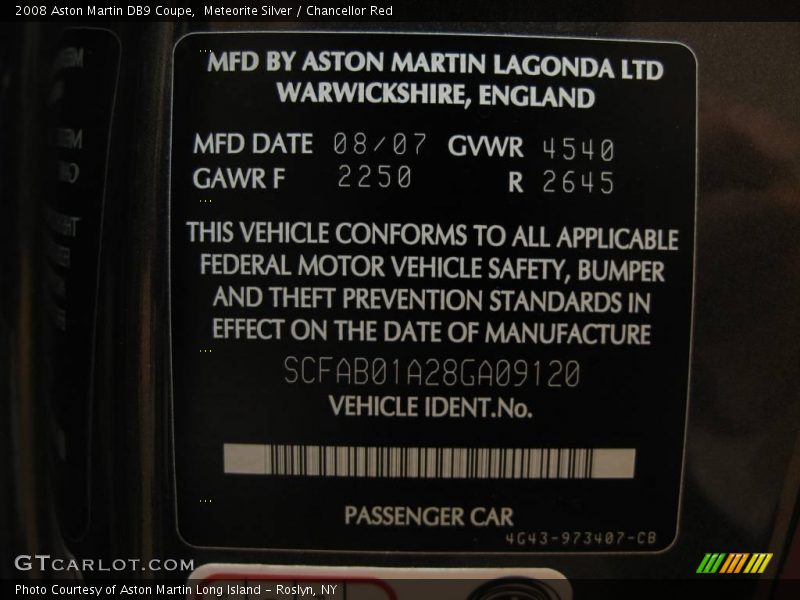 2008 Aston Martin DB9 Coupe, Meteorite Silver / Chancellor Red
MFD BY ASTON MARTIN LAGONDA LTD
WARWICKSHIRE, ENGLAND
MFD DATE 08/07 GVWR 4540
GAWR F 2250 R 2645
THIS VEHICLE CONFORMS TO ALL APPLICABLE
FEDERAL MOTOR VEHICLE SAFETY, BUMPER
AND THEFT PREVENTION STANDARDS IN
EFFECT ON THE DATE OF MANUFACTURE
SCFAB01A28GA09120
VEHICLE IDENT.No.
PASSENGER CAR
4G43-973407-CB
GTCARLOT.COM
Photo Courtesy of Aston Martin Long Island - Roslyn, NY